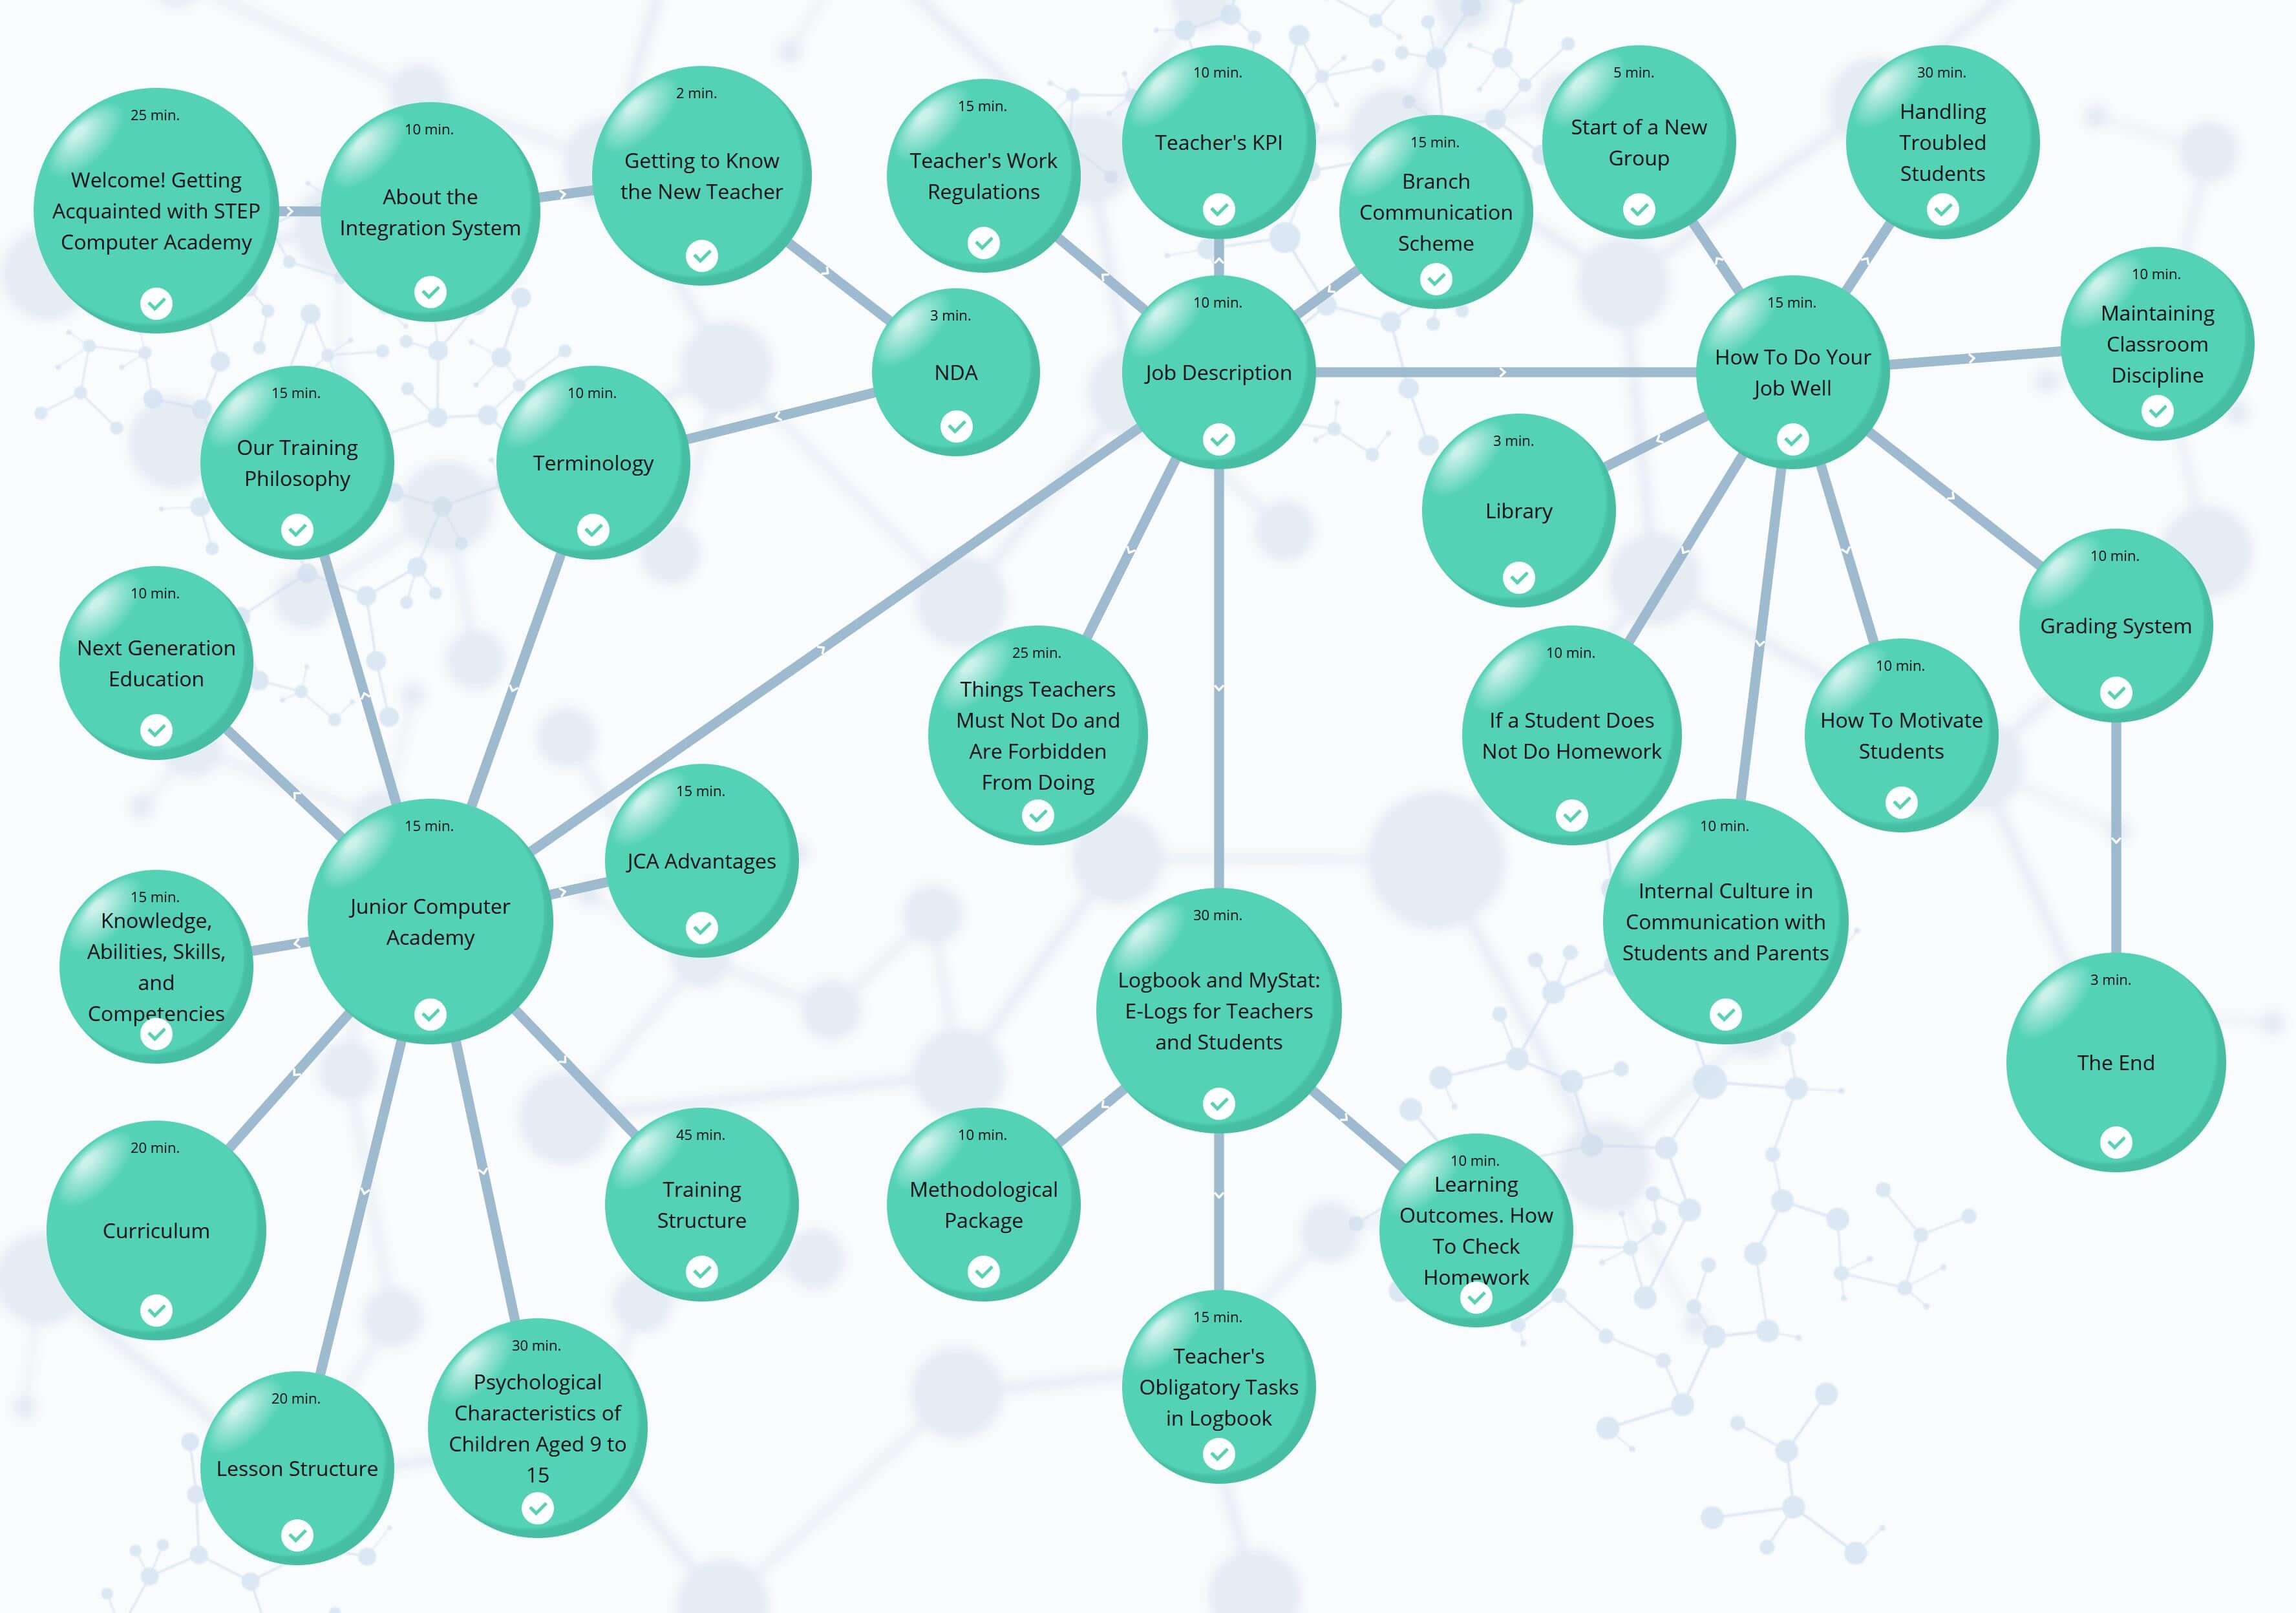 25 min.
Welcome! Getting
Acquainted with STEP
Computer Academy
10 min.
About the
Integration System
2 min.
Getting to Know
the New Teacher
15 min.
Teacher's Work
Regulations
10 min.
Teacher's KPI
15 min.
Branch
Communication
Scheme
5 min.
Start of a New
Group
30 min.
Handling
Troubled
Students
3 min.
NDA
10 min.
Job Description
15 min.
How To Do Your
Job Well
10 min.
Maintaining
Classroom
Discipline
15 min.
Our Training
Philosophy
10 min.
Terminology
3 min.
Library
10 min.
Next Generation
Education
25 min.
Things Teachers
Must Not Do and
Are Forbidden
From Doing
10 min.
If a Student Does
Not Do Homework
10 min.
How To Motivate
Students
10 min.
Grading System
15 min.
Junior Computer
Academy
15 min.
JCA Advantages
15 min.
Knowledge,
Abilities, Skills,
and
Competencies
30 min.
Logbook and MyStat:
E-Logs for Teachers
and Students
10 min.
Internal Culture in
Communication with
Students and Parents
3 min.
The End
20 min.
Curriculum
45 min.
Training
Structure
10 min.
Methodological
Package
10 min.
Learning
Outcomes. How
To Check
Homework
20 min.
Lesson Structure
30 min.
Psychological
Characteristics of
Children Aged 9 to
15
15 min.
Teacher's
Obligatory Tasks
in Logbook